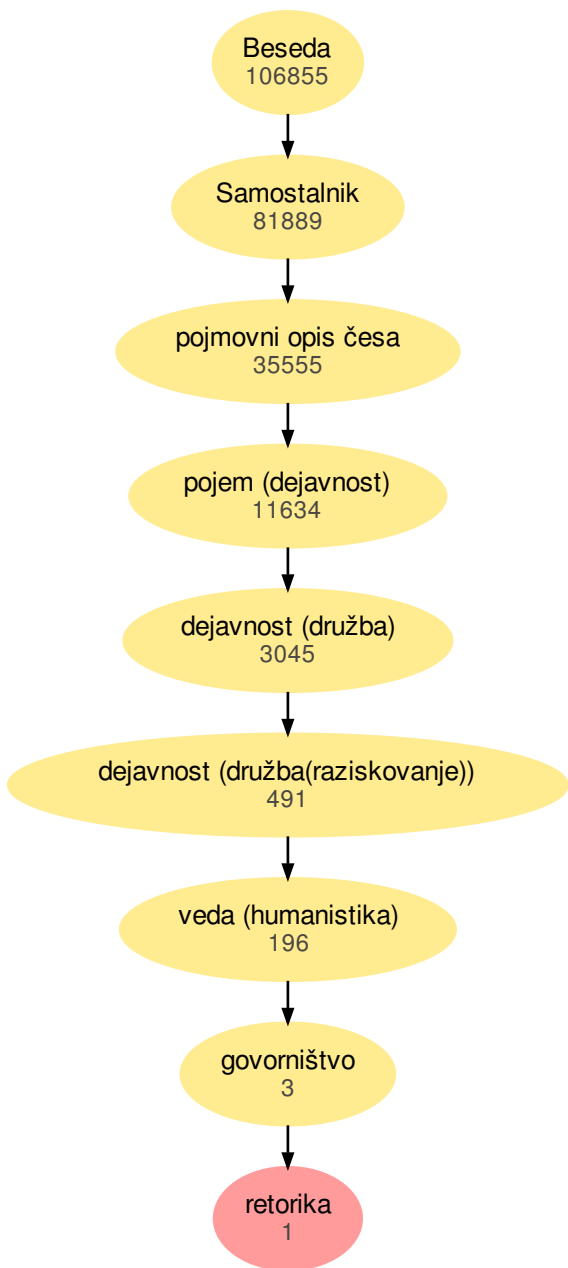 Beseda
106855
Samostalnik
81889
pojmovni opis česa
35555
pojem (dejavnost)
11634
dejavnost (družba)
3045
dejavnost (družba(raziskovanje))
491
veda (humanistika)
196
govorništvo
3
retorika
1